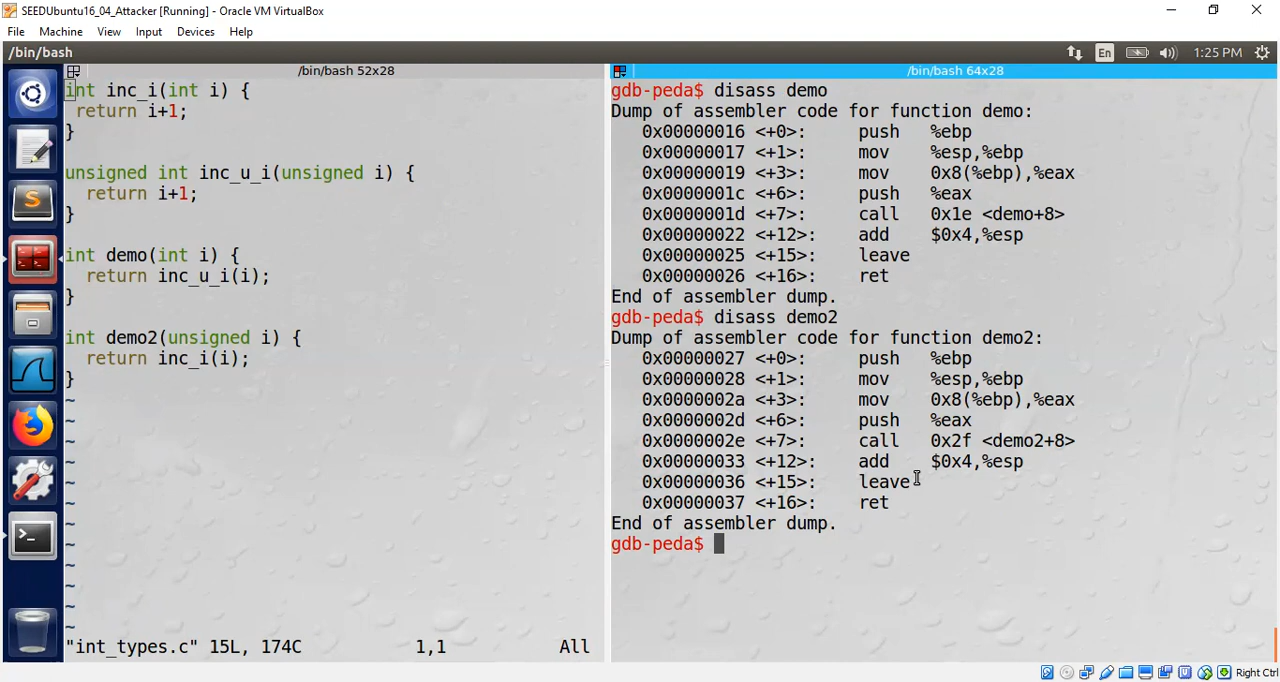 SEEDUbuntu16_04_Attacker [Running] - Oracle VM VirtualBox
File Machine View Input Devices Help
/bin/bash
En
1:25 PM
/bin/bash 52x28
int inc_i(int i) {
 return i+1;
}
unsigned int inc_u_i(unsigned i) {
  return i+1;
}
int demo(int i) {
  return inc_u_i(i);
}
int demo2(unsigned i) {
  return inc_i(i);
}
~
~
~
~
~
~
~
~
~
~
~
~
"int_types.c" 15L, 174C 1,1 All
/bin/bash 64x28
gdb-peda$ disass demo
Dump of assembler code for function demo:
   0x00000016 <+0>: push %ebp
   0x00000017 <+1>: mov %esp,%ebp
   0x00000019 <+3>: mov 0x8(%ebp),%eax
   0x0000001c <+6>: push %eax
   0x0000001d <+7>: call 0x1e <demo+8>
   0x00000022 <+12>: add $0x4,%esp
   0x00000025 <+15>: leave
   0x00000026 <+16>: ret
End of assembler dump.
gdb-peda$ disass demo2
Dump of assembler code for function demo2:
   0x00000027 <+0>: push %ebp
   0x00000028 <+1>: mov %esp,%ebp
   0x0000002a <+3>: mov 0x8(%ebp),%eax
   0x0000002d <+6>: push %eax
   0x0000002e <+7>: call 0x2f <demo2+8>
   0x00000033 <+12>: add $0x4,%esp
   0x00000036 <+15>: leave
   0x00000037 <+16>: ret
End of assembler dump.
gdb-peda$
Right Ctrl